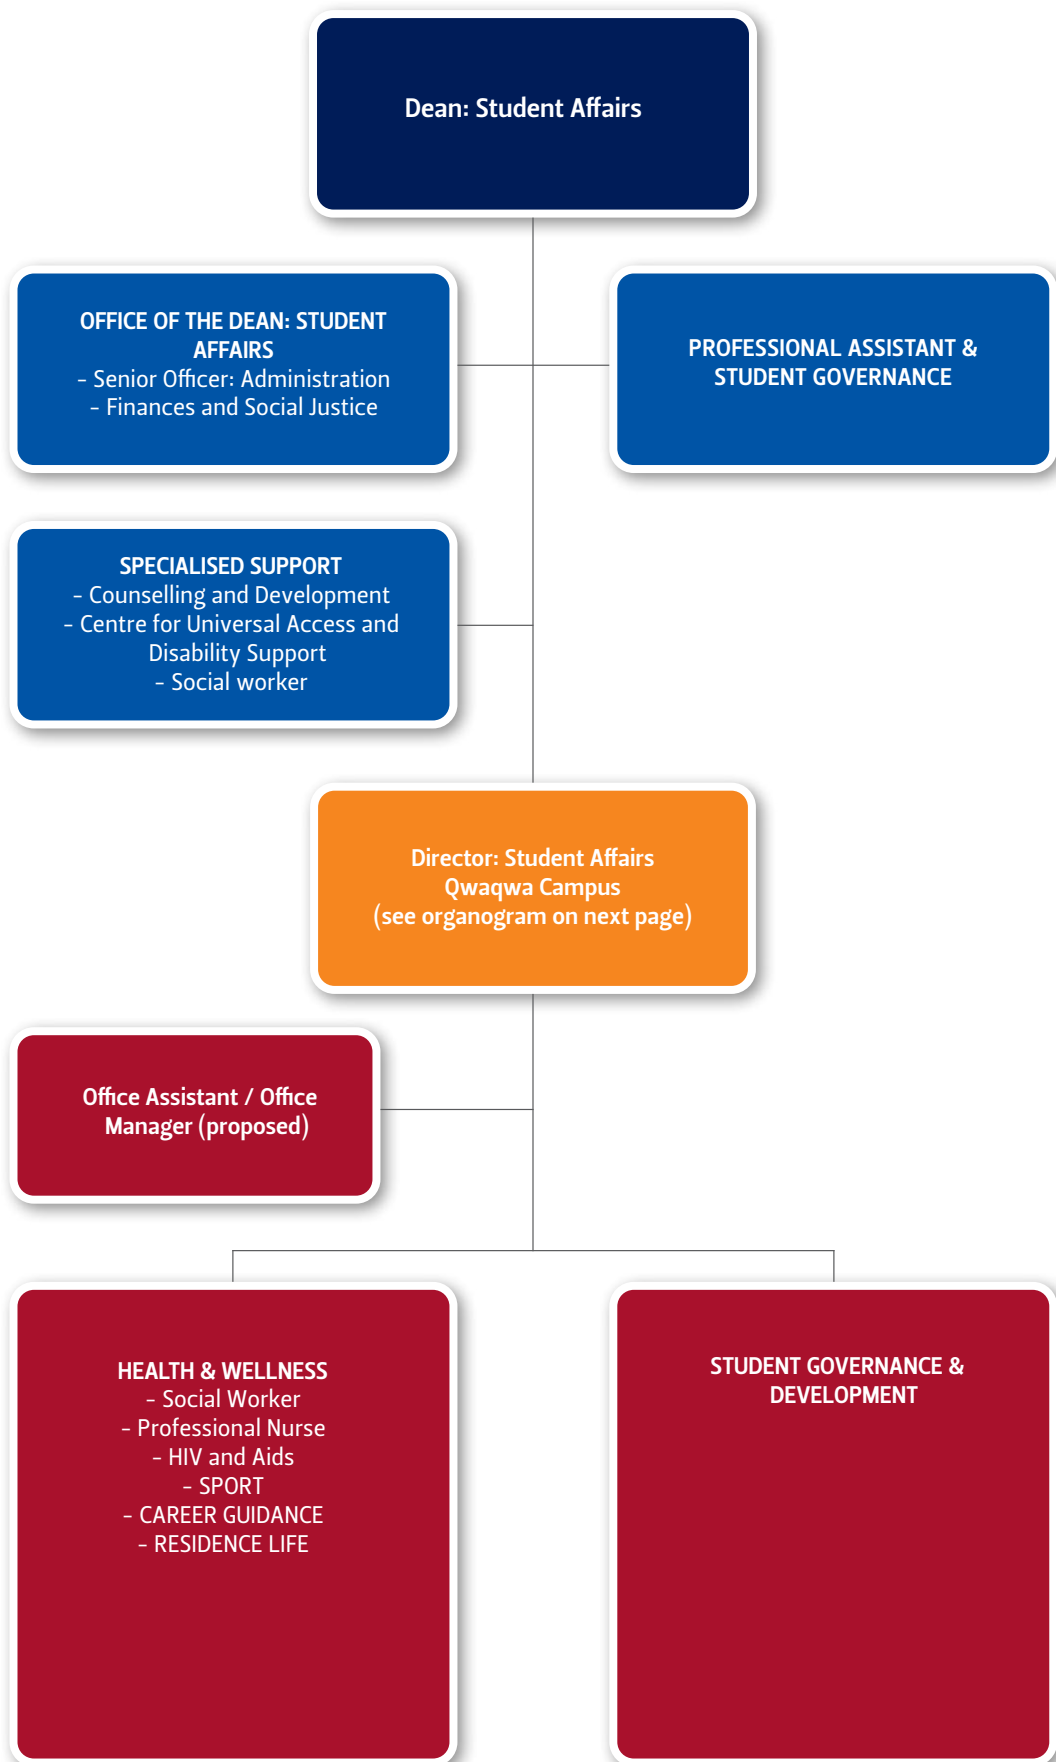 Dean: Student Affairs
OFFICE OF THE DEAN: STUDENT
AFFAIRS
– Senior Officer: Administration
– Finances and Social Justice
PROFESSIONAL ASSISTANT &
STUDENT GOVERNANCE
SPECIALISED SUPPORT
– Counselling and Development
– Centre for Universal Access and
Disability Support
– Social worker
Director: Student Affairs
Qwaqwa Campus
(see organogram on next page)
Office Assistant / Office
Manager (proposed)
HEALTH & WELLNESS
– Social Worker
– Professional Nurse
– HIV and Aids
– SPORT
– CAREER GUIDANCE
– RESIDENCE LIFE
STUDENT GOVERNANCE &
DEVELOPMENT